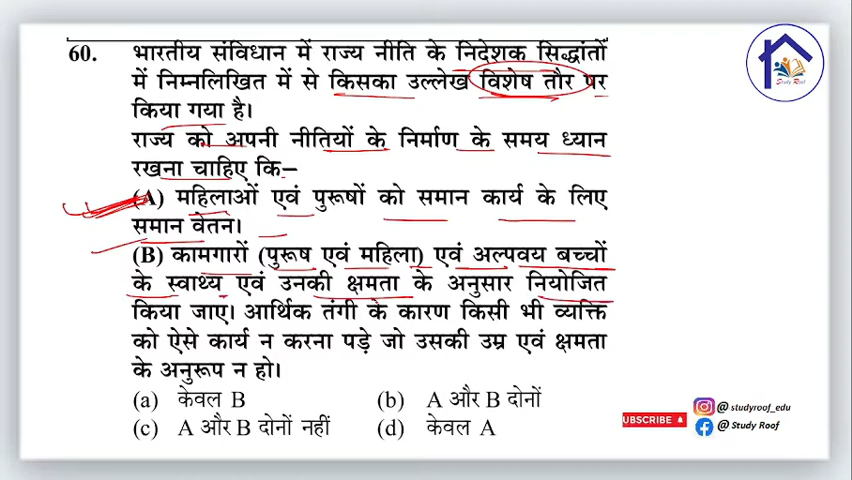 60. भारतीय संविधान में राज्य नीति के निदेशक सिद्धांतों
में निम्नलिखित में से किसका उल्लेख विशेष तौर पर
किया गया है।
राज्य को अपनी नीतियों के निर्माण के समय ध्यान
रखना चाहिए कि–
(A) महिलाओं एवं पुरूषों को समान कार्य के लिए
समान वेतन।
(B) कामगारों (पुरूष एवं महिला) एवं अल्पवय बच्चों
के स्वास्थ्य एवं उनकी क्षमता के अनुसार नियोजित
किया जाए। आर्थिक तंगी के कारण किसी भी व्यक्ति
को ऐसे कार्य न करना पड़े जो उसकी उम्र एवं क्षमता
के अनुरूप न हो।
(a) केवल B (b) A और B दोनों
(c) A और B दोनों नहीं (d) केवल A
Study Roof
SUBSCRIBE
@ studyroof_edu
@ Study Roof